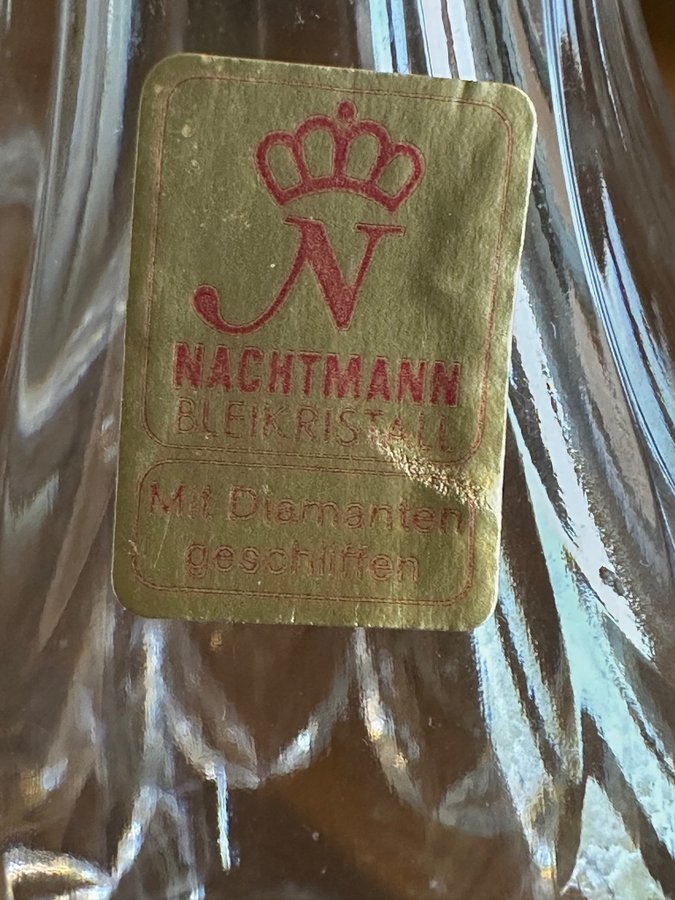 N
NACHTMANN
BLEIKRISTALL
Mit Diamanten
geschliffen